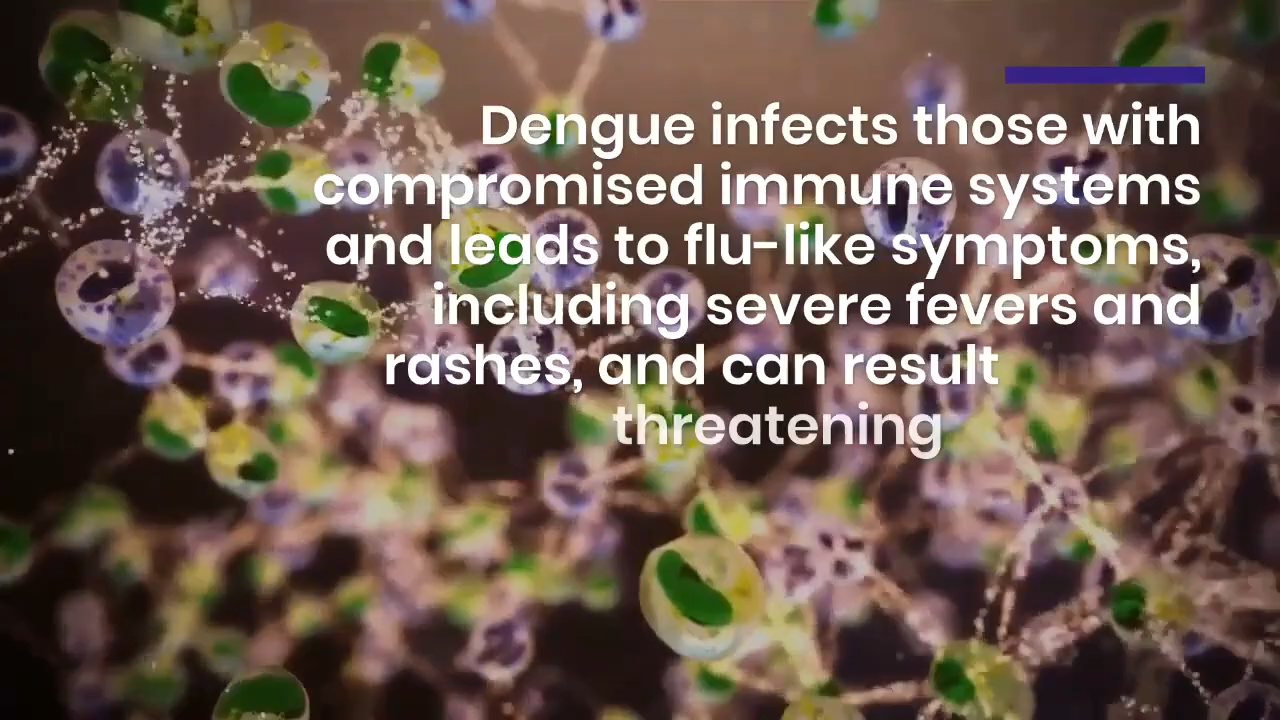 Dengue infects those with
compromised immune systems
and leads to flu-like symptoms,
including severe fevers and
rashes, and can result
threatening